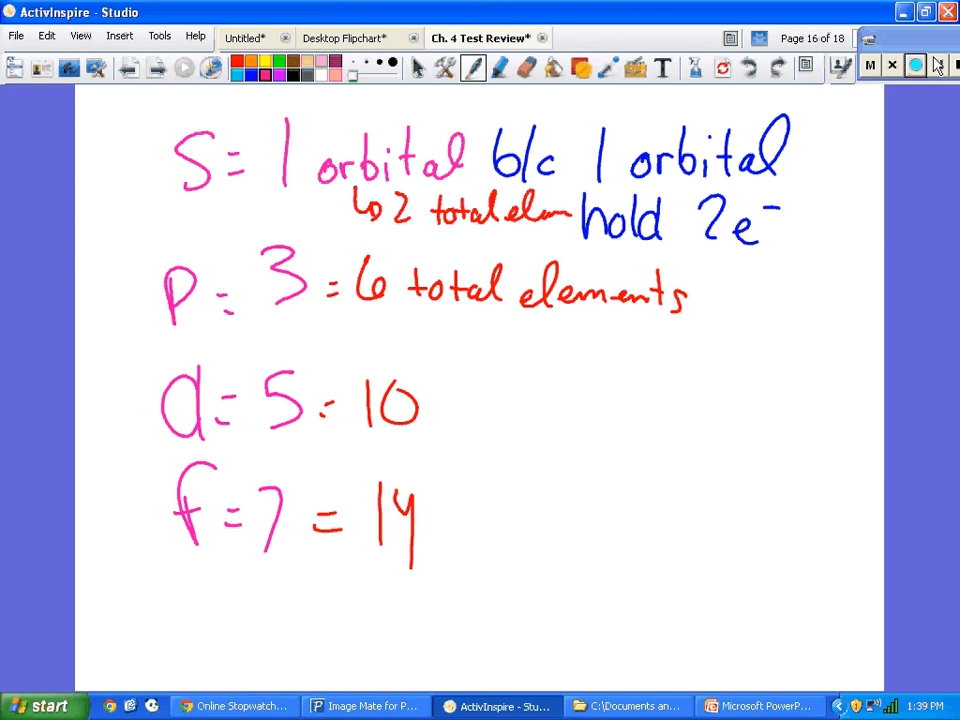 ActivInspire - Studio
File Edit View Insert Tools Help Untitled* Desktop Flipchart* Ch. 4 Test Review* Page 16 of 18
S = 1 orbital b/c 1 orbital
↳ 2 total elem hold 2e⁻
p = 3 = 6 total elements
d = 5 = 10
f = 7 = 14
start Online Stopwatch... Image Mate for P... ActivInspire - Stu... C:\Documents an... Microsoft PowerP... 1:39 PM